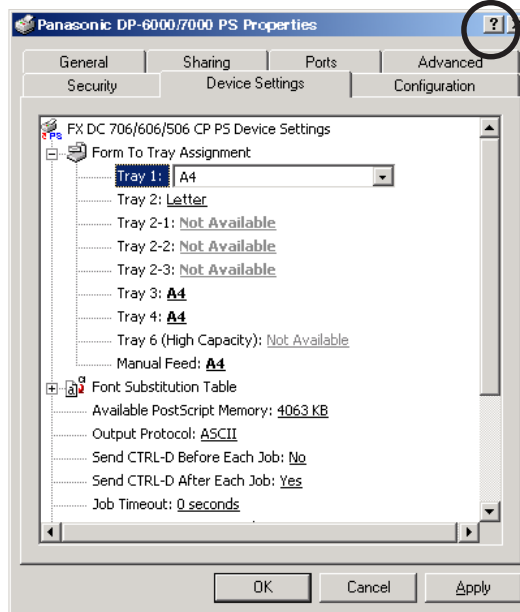 Panasonic DP-6000/7000 PS Properties
?
General Sharing Ports Advanced
Security Device Settings Configuration
FX DC 706/606/506 CP PS Device Settings
Form To Tray Assignment
Tray 1: A4
Tray 2: Letter
Tray 2-1: Not Available
Tray 2-2: Not Available
Tray 2-3: Not Available
Tray 3: A4
Tray 4: A4
Tray 6 (High Capacity): Not Available
Manual Feed: A4
Font Substitution Table
Available PostScript Memory: 4063 KB
Output Protocol: ASCII
Send CTRL-D Before Each Job: No
Send CTRL-D After Each Job: Yes
Job Timeout: 0 seconds
OK Cancel Apply